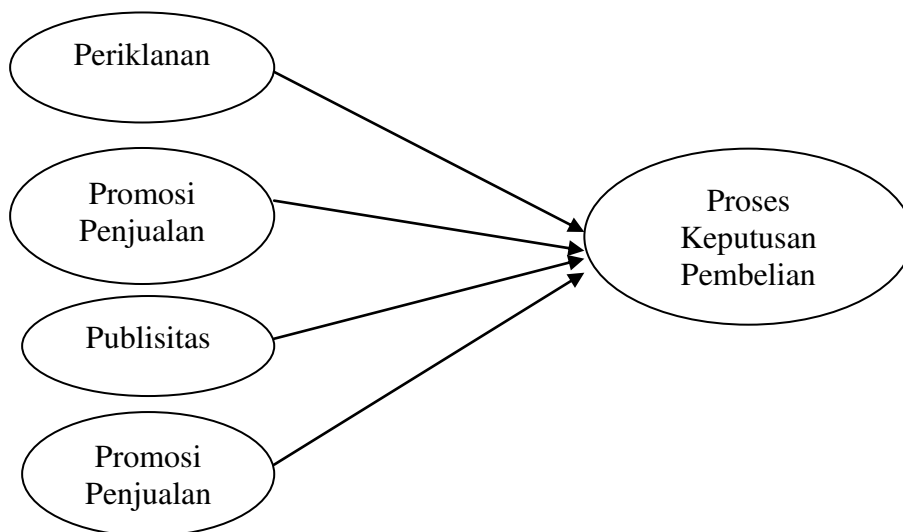 Periklanan
Promosi
Penjualan
Publisitas
Promosi
Penjualan
Proses
Keputusan
Pembelian